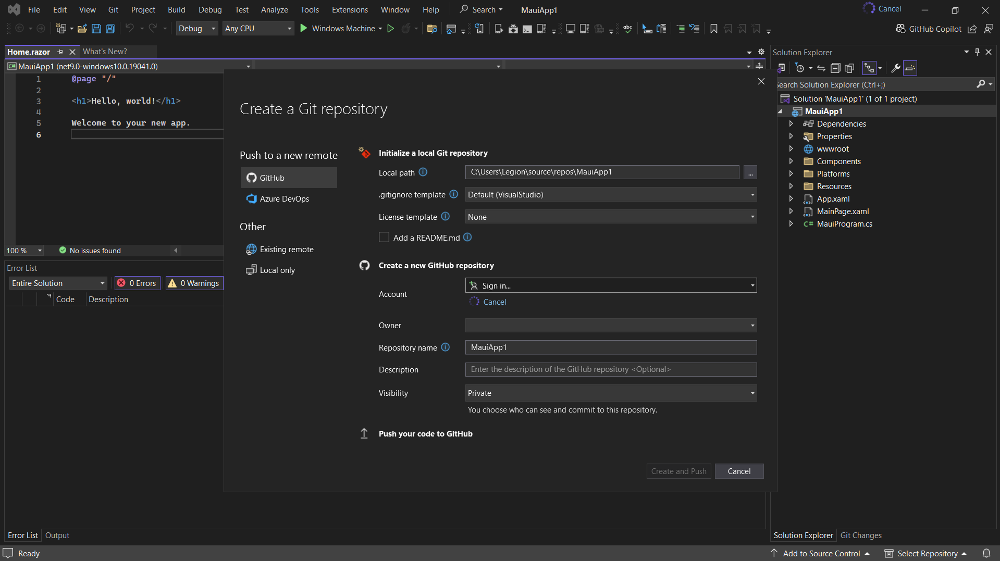 File Edit View Git Project Build Debug Test Analyze Tools Extensions Window Help Search MauiApp1 Cancel
Debug Any CPU Windows Machine GitHub Copilot
Home.razor What's New?
MauiApp1 (net9.0-windows10.0.19041.0)
1 @page "/"
2
3 <h1>Hello, world!</h1>
4
5 Welcome to your new app.
6
100 % No issues found
Error List
Entire Solution 0 Errors 0 Warnings
Code Description
Error List Output
Create a Git repository
Push to a new remote
GitHub
Azure DevOps
Other
Existing remote
Local only
Initialize a local Git repository
Local path C:\Users\Legion\source\repos\MauiApp1 ...
.gitignore template Default (VisualStudio)
License template None
Add a README.md
Create a new GitHub repository
Account Sign in...
Cancel
Owner
Repository name MauiApp1
Description Enter the description of the GitHub repository <Optional>
Visibility Private
You choose who can see and commit to this repository.
Push your code to GitHub
Create and Push Cancel
Solution Explorer
Search Solution Explorer (Ctrl+;)
Solution 'MauiApp1' (1 of 1 project)
MauiApp1
Dependencies
Properties
wwwroot
Components
Platforms
Resources
App.xaml
MainPage.xaml
C# MauiProgram.cs
Solution Explorer Git Changes
Ready Add to Source Control Select Repository